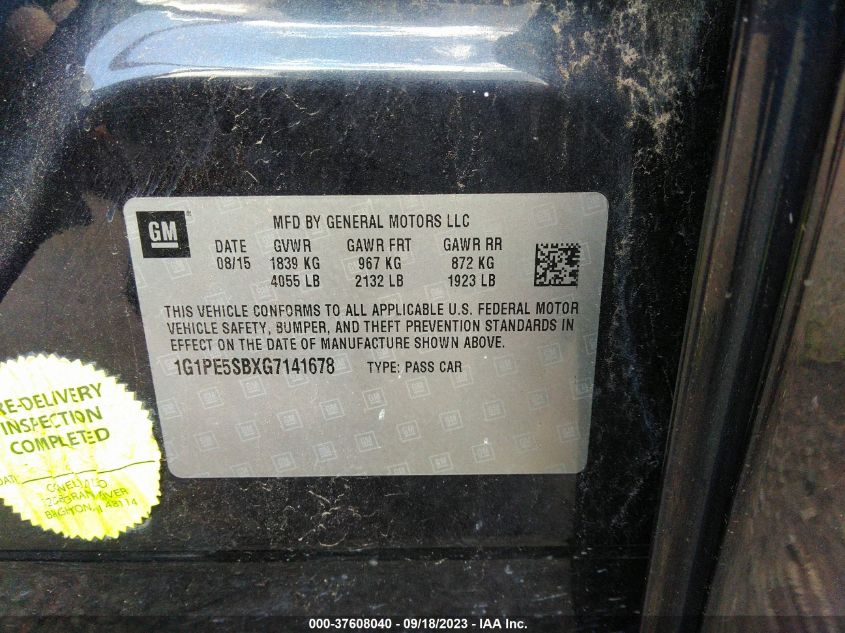 GM
MFD BY GENERAL MOTORS LLC
DATE GVWR GAWR FRT GAWR RR
08/15 1839 KG 967 KG 872 KG
4055 LB 2132 LB 1923 LB
THIS VEHICLE CONFORMS TO ALL APPLICABLE U.S. FEDERAL MOTOR
VEHICLE SAFETY, BUMPER, AND THEFT PREVENTION STANDARDS IN
EFFECT ON THE DATE OF MANUFACTURE SHOWN ABOVE.
1G1PE5SBXG7141678 TYPE: PASS CAR
RE-DELIVERY
INSPECTION
COMPLETED
DATE
48114
000-37608040 - 09/18/2023 - IAA Inc.